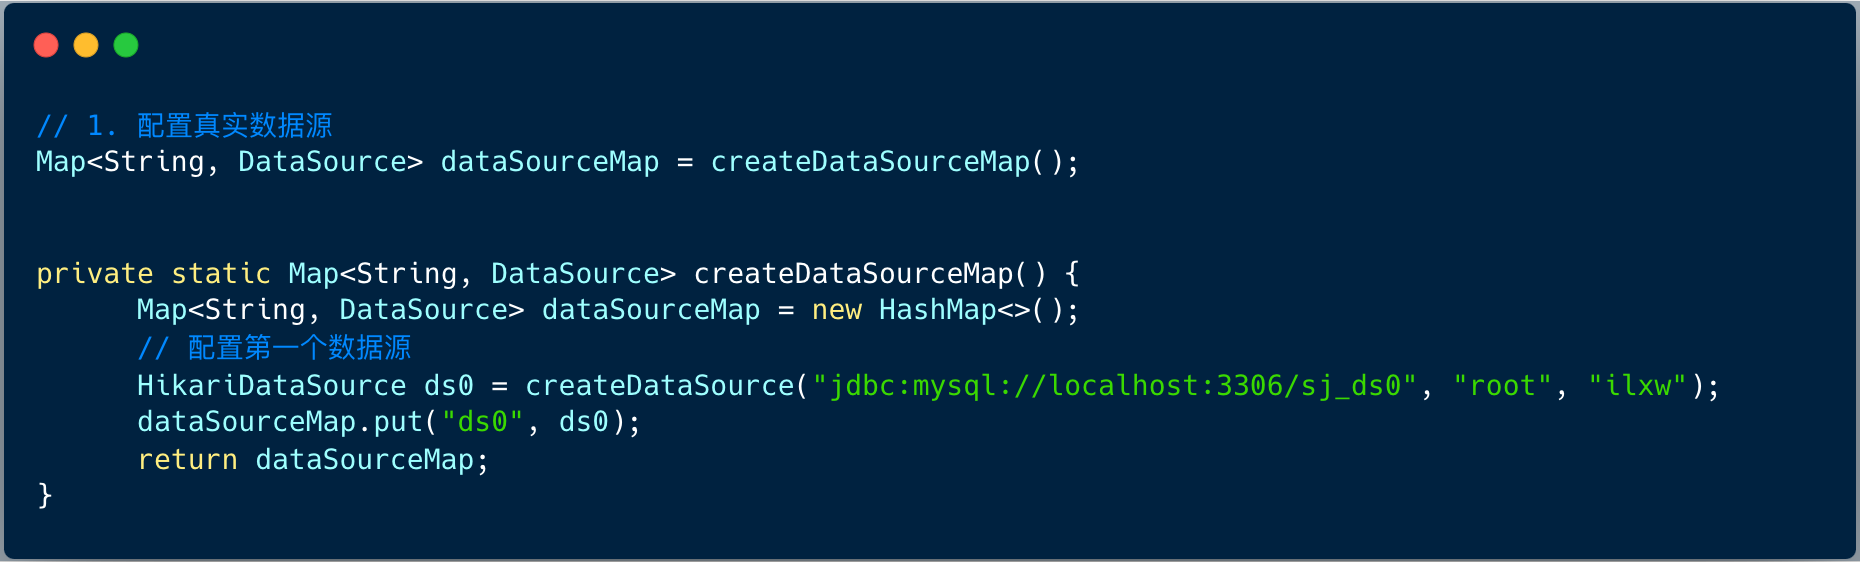 // 1. 配置真实数据源
Map<String, DataSource> dataSourceMap = createDataSourceMap();
private static Map<String, DataSource> createDataSourceMap() {
Map<String, DataSource> dataSourceMap = new HashMap<>();
// 配置第一个数据源
HikariDataSource ds0 = createDataSource("jdbc:mysql://localhost:3306/sj_ds0", "root", "ilxw");
dataSourceMap.put("ds0", ds0);
return dataSourceMap;
}